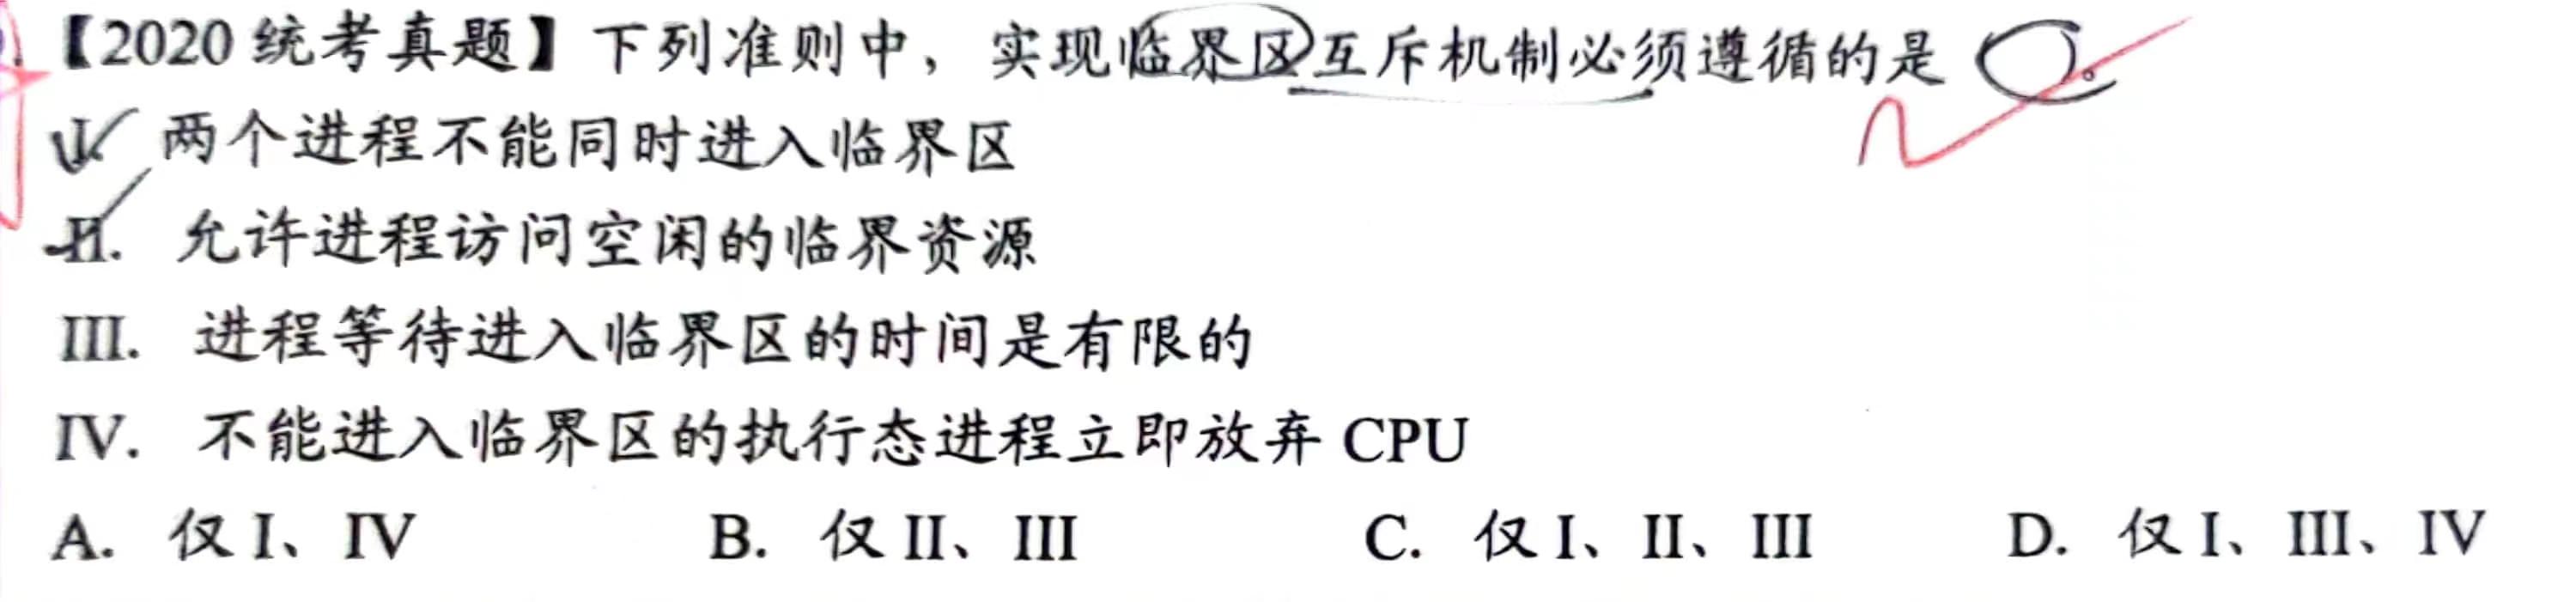 【2020统考真题】下列准则中，实现临界区互斥机制必须遵循的是 C。
I. 两个进程不能同时进入临界区
II. 允许进程访问空闲的临界资源
III. 进程等待进入临界区的时间是有限的
IV. 不能进入临界区的执行态进程立即放弃 CPU
A. 仅 I、IV B. 仅 II、III C. 仅 I、II、III D. 仅 I、III、IV